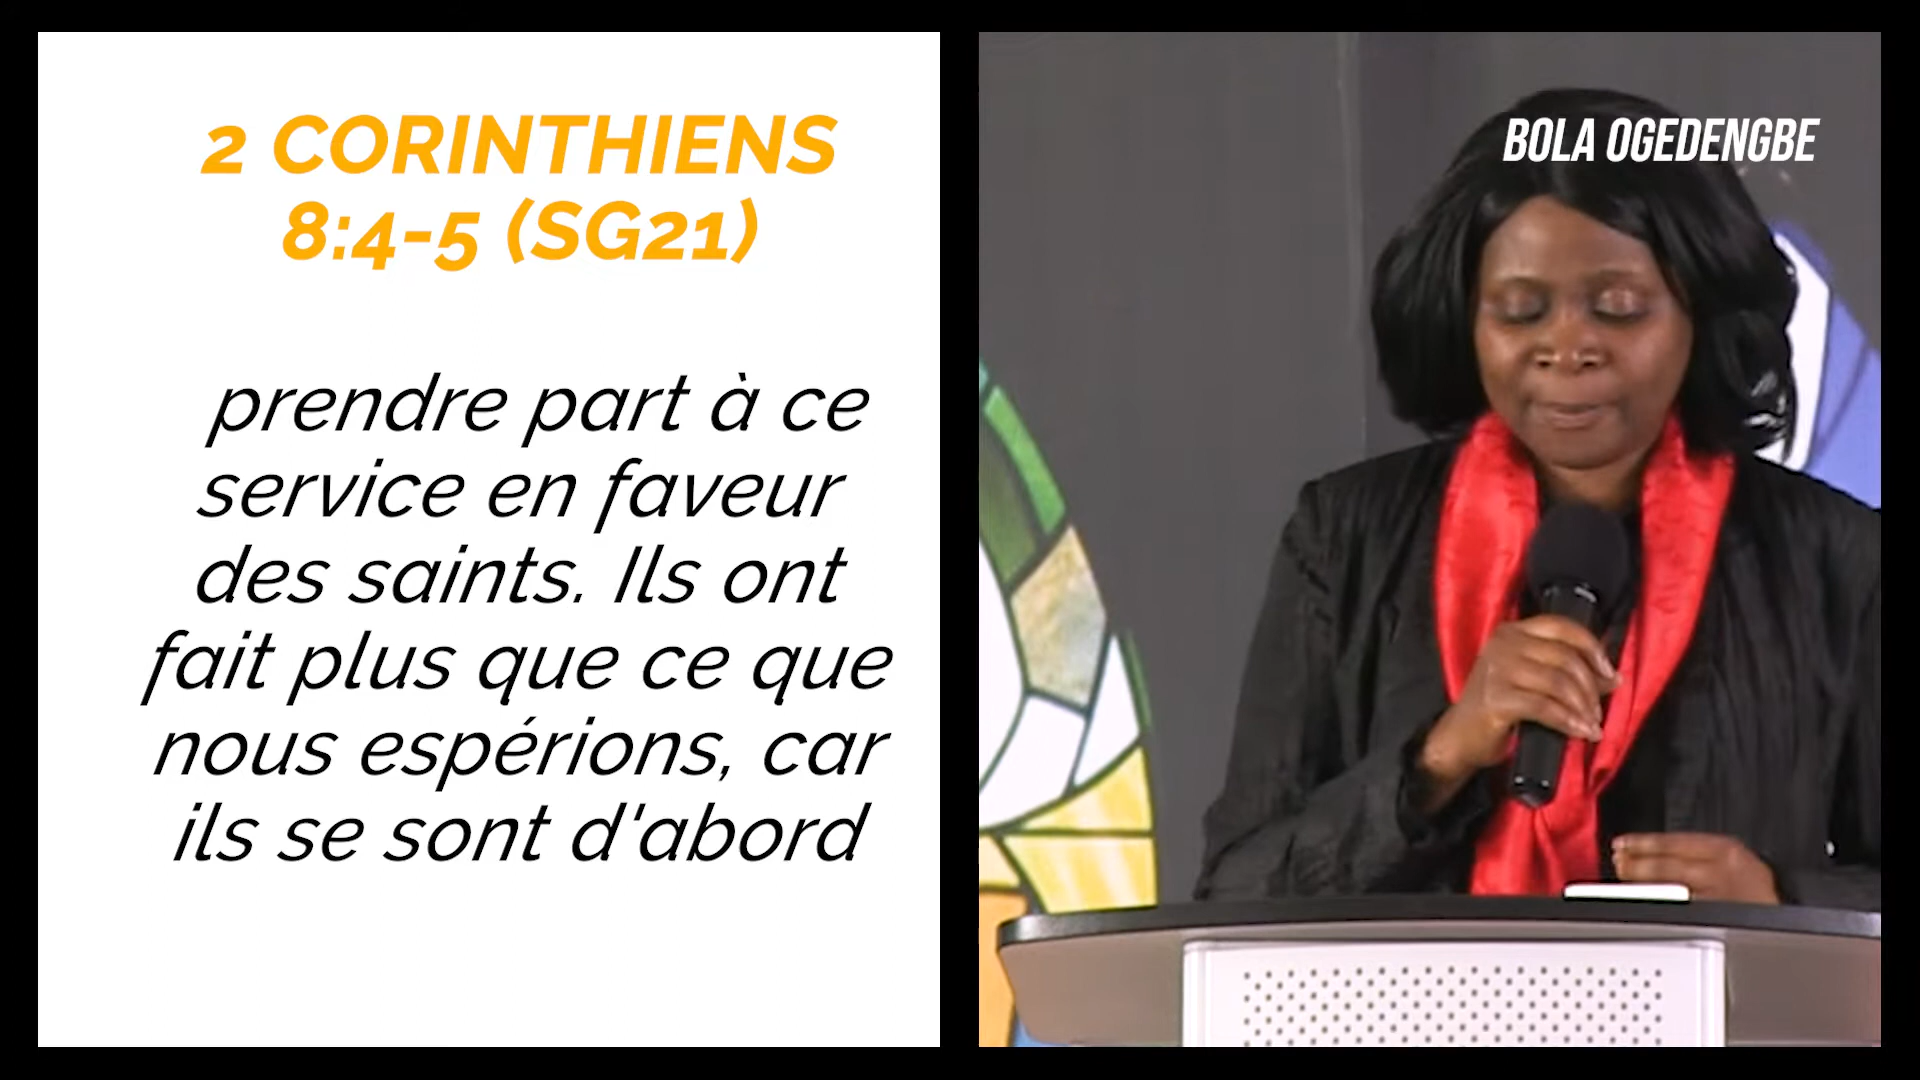 2 CORINTHIENS
8:4-5 (SG21)
prendre part à ce
service en faveur
des saints. Ils ont
fait plus que ce que
nous espérions, car
ils se sont d'abord
BOLA OGEDENGBE